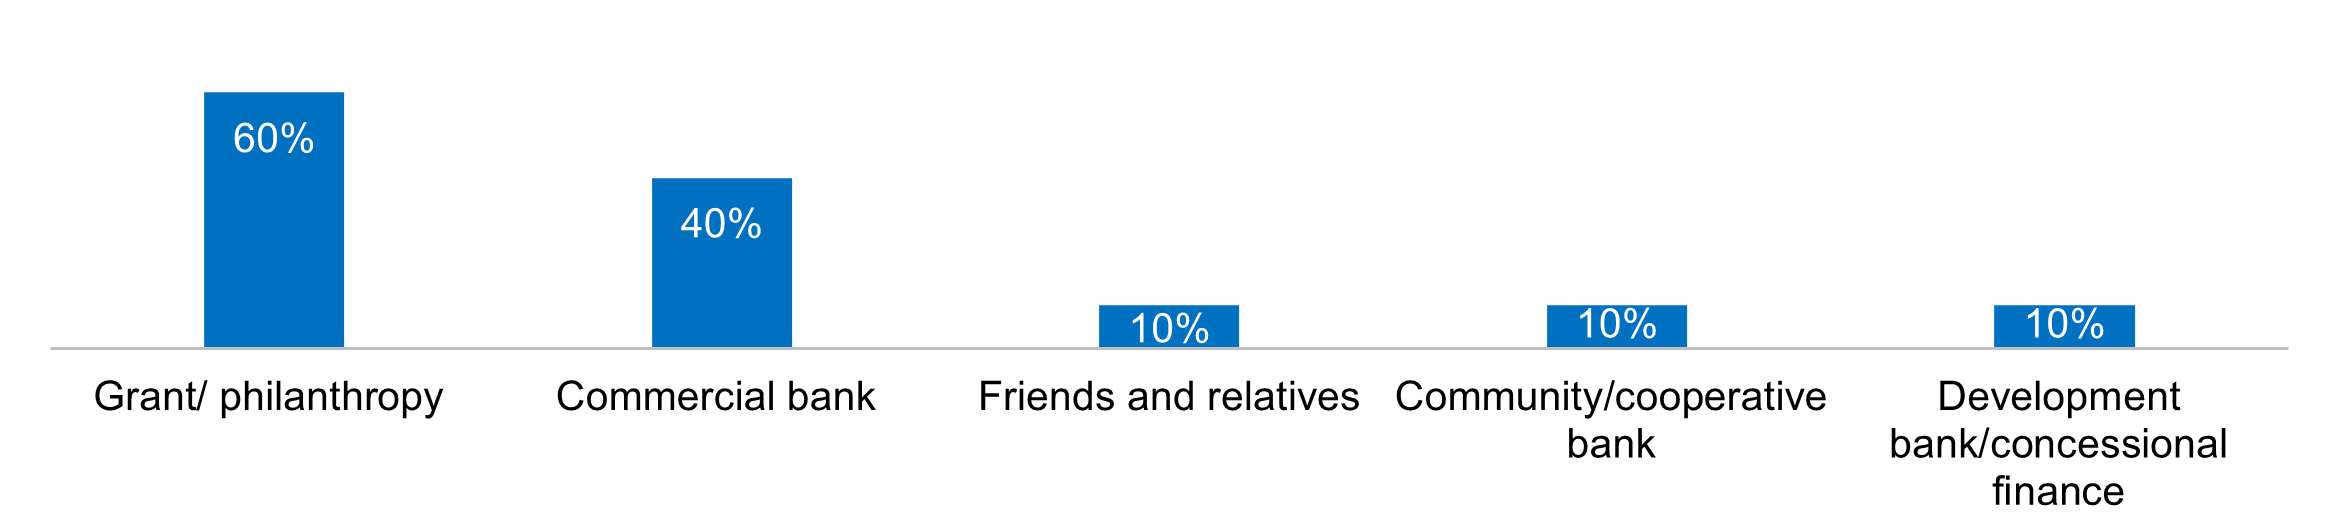 60%
40%
10%
10%
10%
Grant/ philanthropy
Commercial bank
Friends and relatives
Community/cooperative
bank
Development
bank/concessional
finance